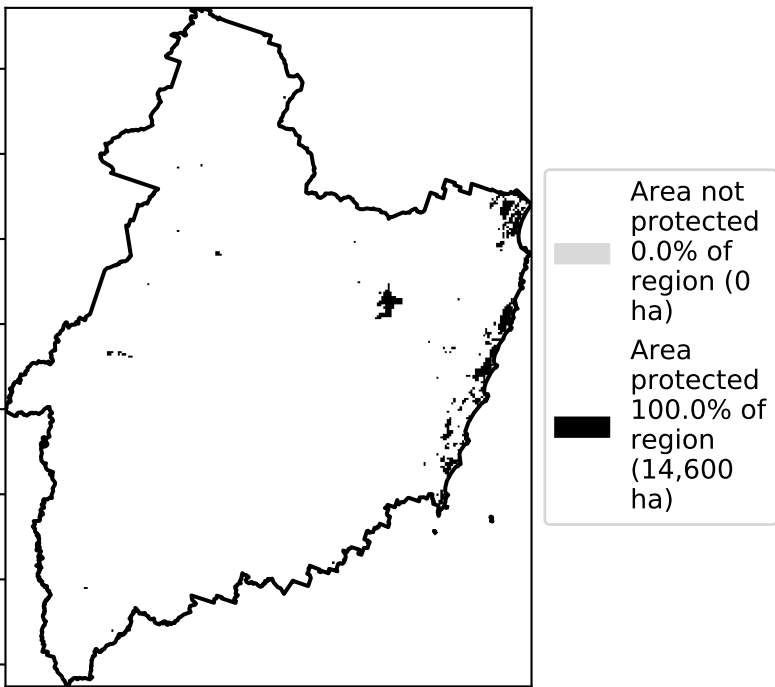 Area not
protected
0.0% of
region (0
ha)
Area
protected
100.0% of
region
(14,600
ha)